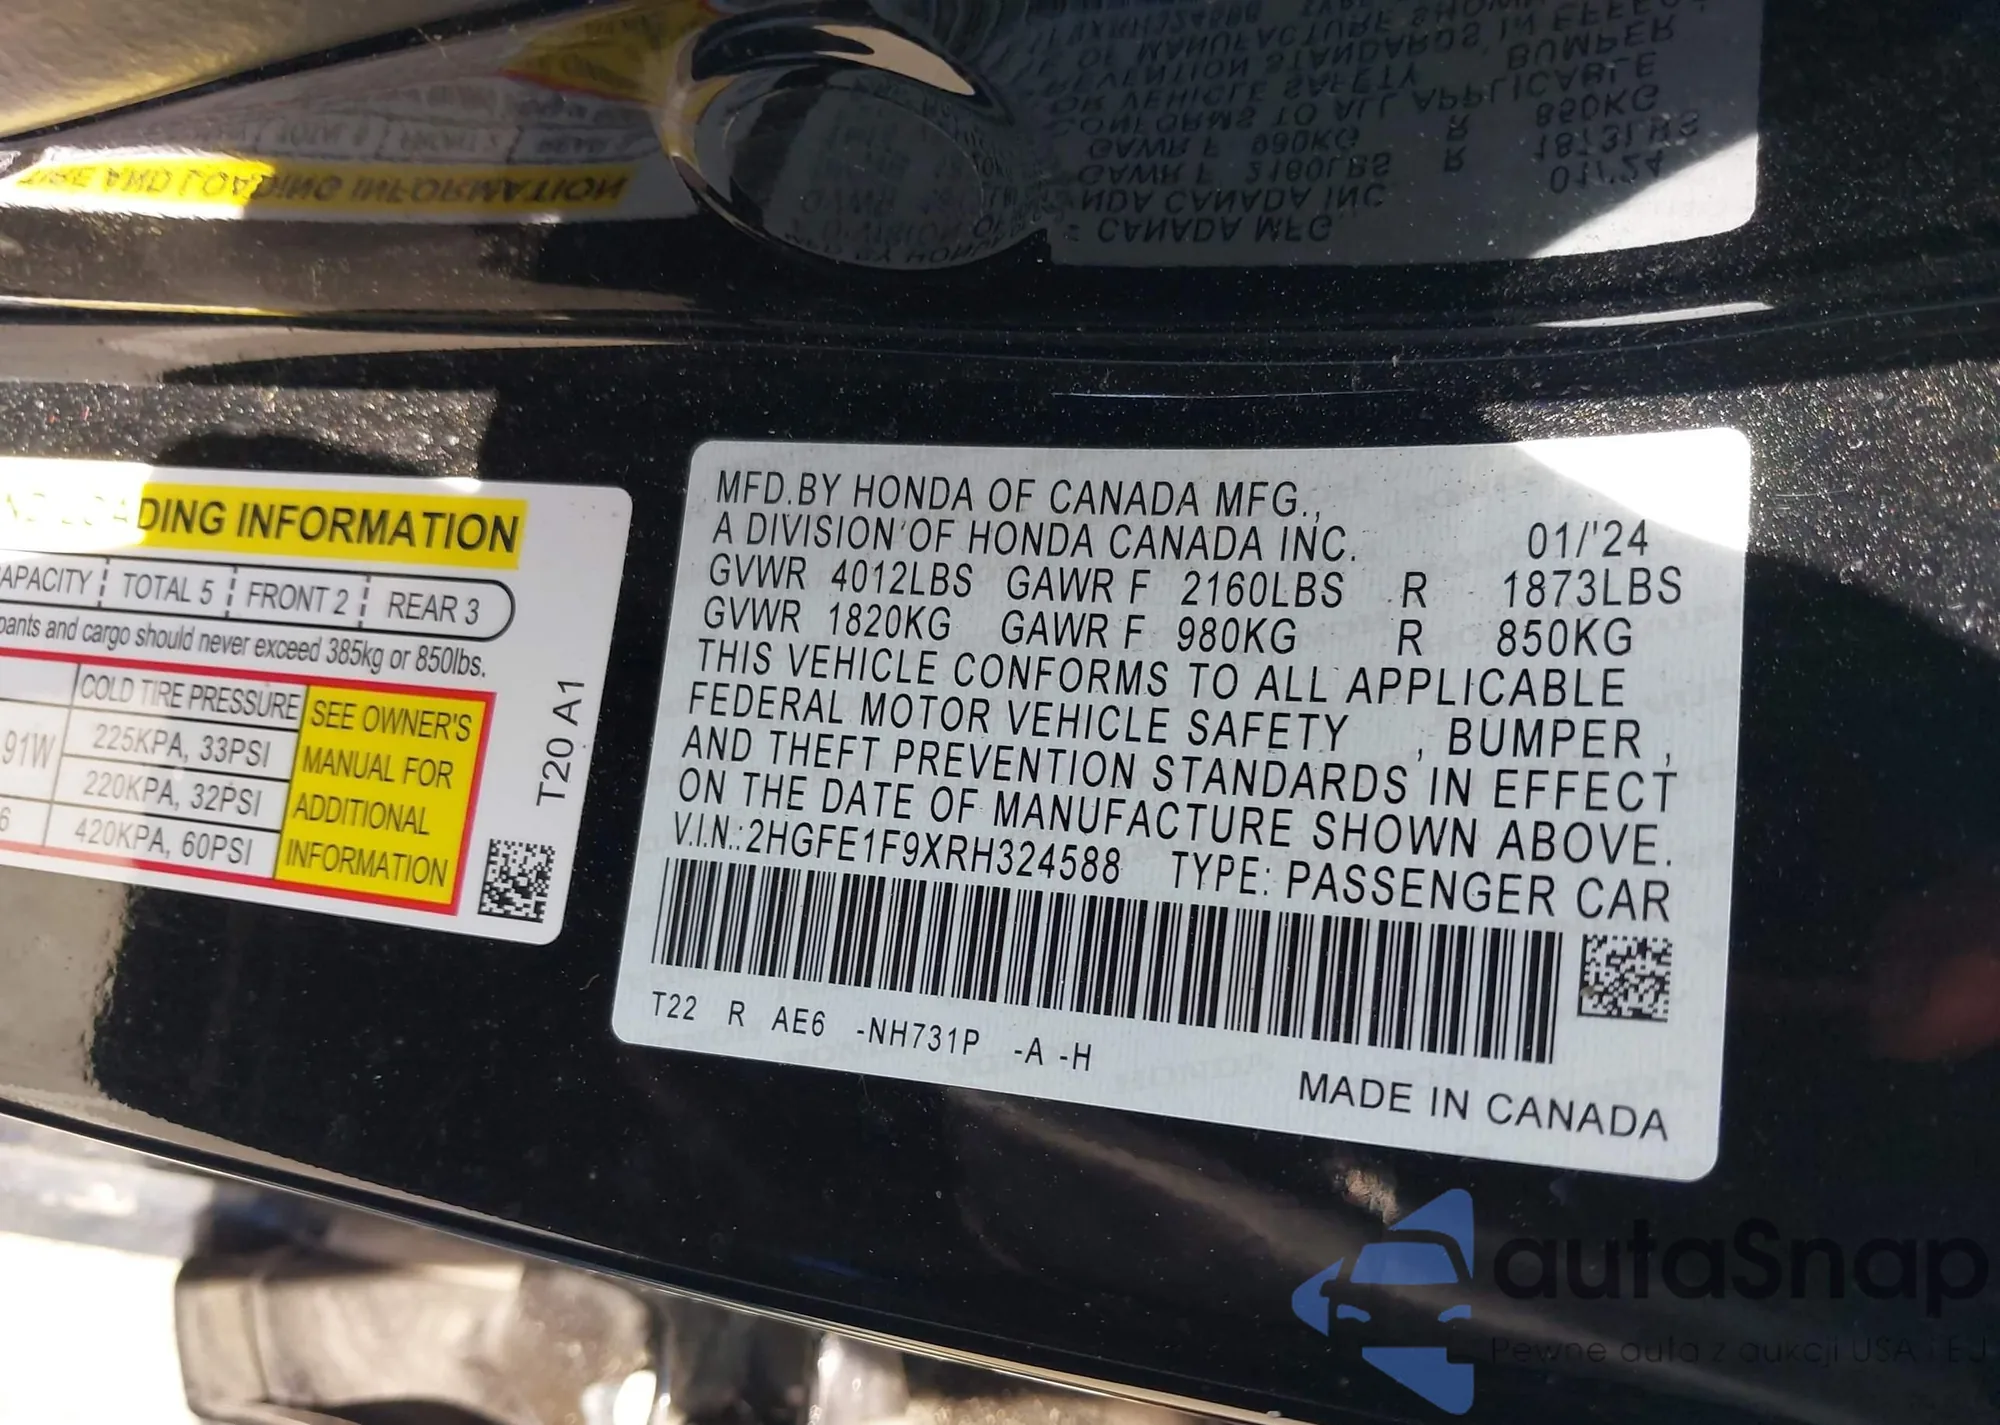 DING INFORMATION
APACITY TOTAL 5 FRONT 2 REAR 3
pants and cargo should never exceed 385kg or 850lbs.
COLD TIRE PRESSURE
91W 225KPA, 33PSI
220KPA, 32PSI
6 420KPA, 60PSI
SEE OWNER'S
MANUAL FOR
ADDITIONAL
INFORMATION
T20 A1
MFD.BY HONDA OF CANADA MFG.,
A DIVISION OF HONDA CANADA INC. 01/'24
GVWR 4012LBS GAWR F 2160LBS R 1873LBS
GVWR 1820KG GAWR F 980KG R 850KG
THIS VEHICLE CONFORMS TO ALL APPLICABLE
FEDERAL MOTOR VEHICLE SAFETY , BUMPER ,
AND THEFT PREVENTION STANDARDS IN EFFECT
ON THE DATE OF MANUFACTURE SHOWN ABOVE.
V.I.N.: 2HGFE1F9XRH324588 TYPE: PASSENGER CAR
T22 R AE6 -NH731P -A -H
MADE IN CANADA
autaSnap
Pewne auta z aukcji USA i EU